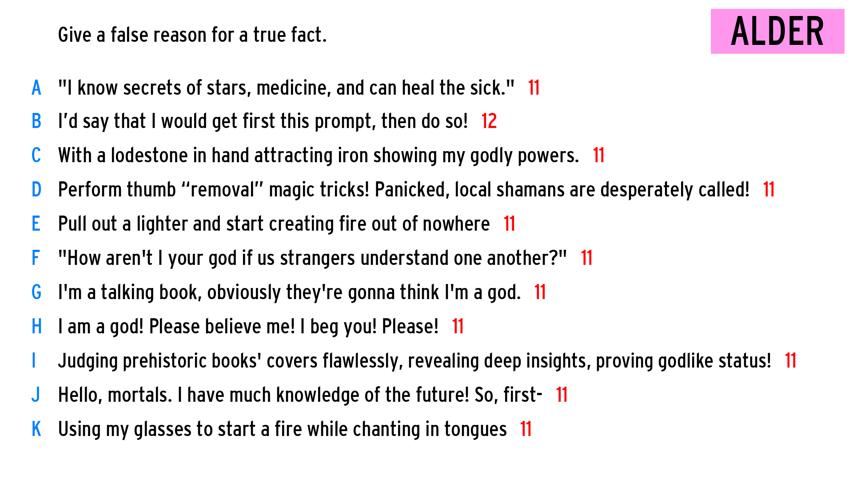 Give a false reason for a true fact.
ALDER
A "I know secrets of stars, medicine, and can heal the sick." 11
B I’d say that I would get first this prompt, then do so! 12
C With a lodestone in hand attracting iron showing my godly powers. 11
D Perform thumb “removal” magic tricks! Panicked, local shamans are desperately called! 11
E Pull out a lighter and start creating fire out of nowhere 11
F "How aren't I your god if us strangers understand one another?" 11
G I'm a talking book, obviously they're gonna think I'm a god. 11
H I am a god! Please believe me! I beg you! Please! 11
I Judging prehistoric books' covers flawlessly, revealing deep insights, proving godlike status! 11
J Hello, mortals. I have much knowledge of the future! So, first- 11
K Using my glasses to start a fire while chanting in tongues 11